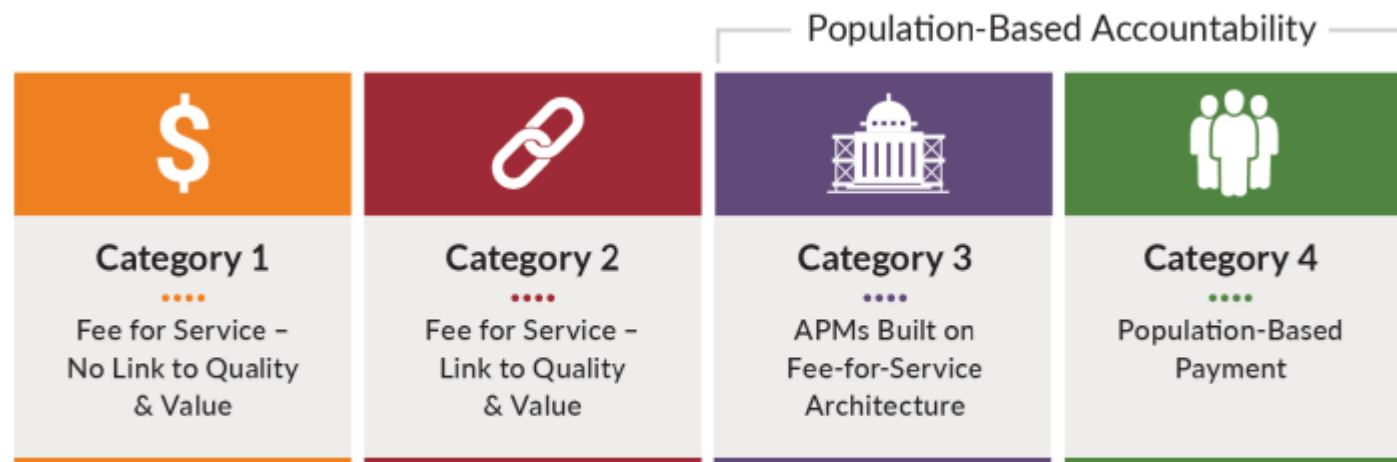 Population-Based Accountability
$
Category 1
Fee for Service –
No Link to Quality
& Value
Category 2
Fee for Service –
Link to Quality
& Value
Category 3
APMs Built on
Fee-for-Service
Architecture
Category 4
Population-Based
Payment